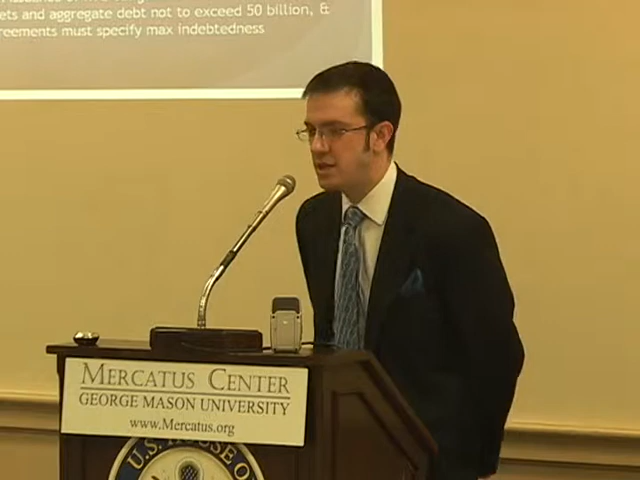 ets and aggregate debt not to exceed 50 billion, &
reements must specify max indebtedness
MERCATUS CENTER
GEORGE MASON UNIVERSITY
www.Mercatus.org
U.S. HOUSE O